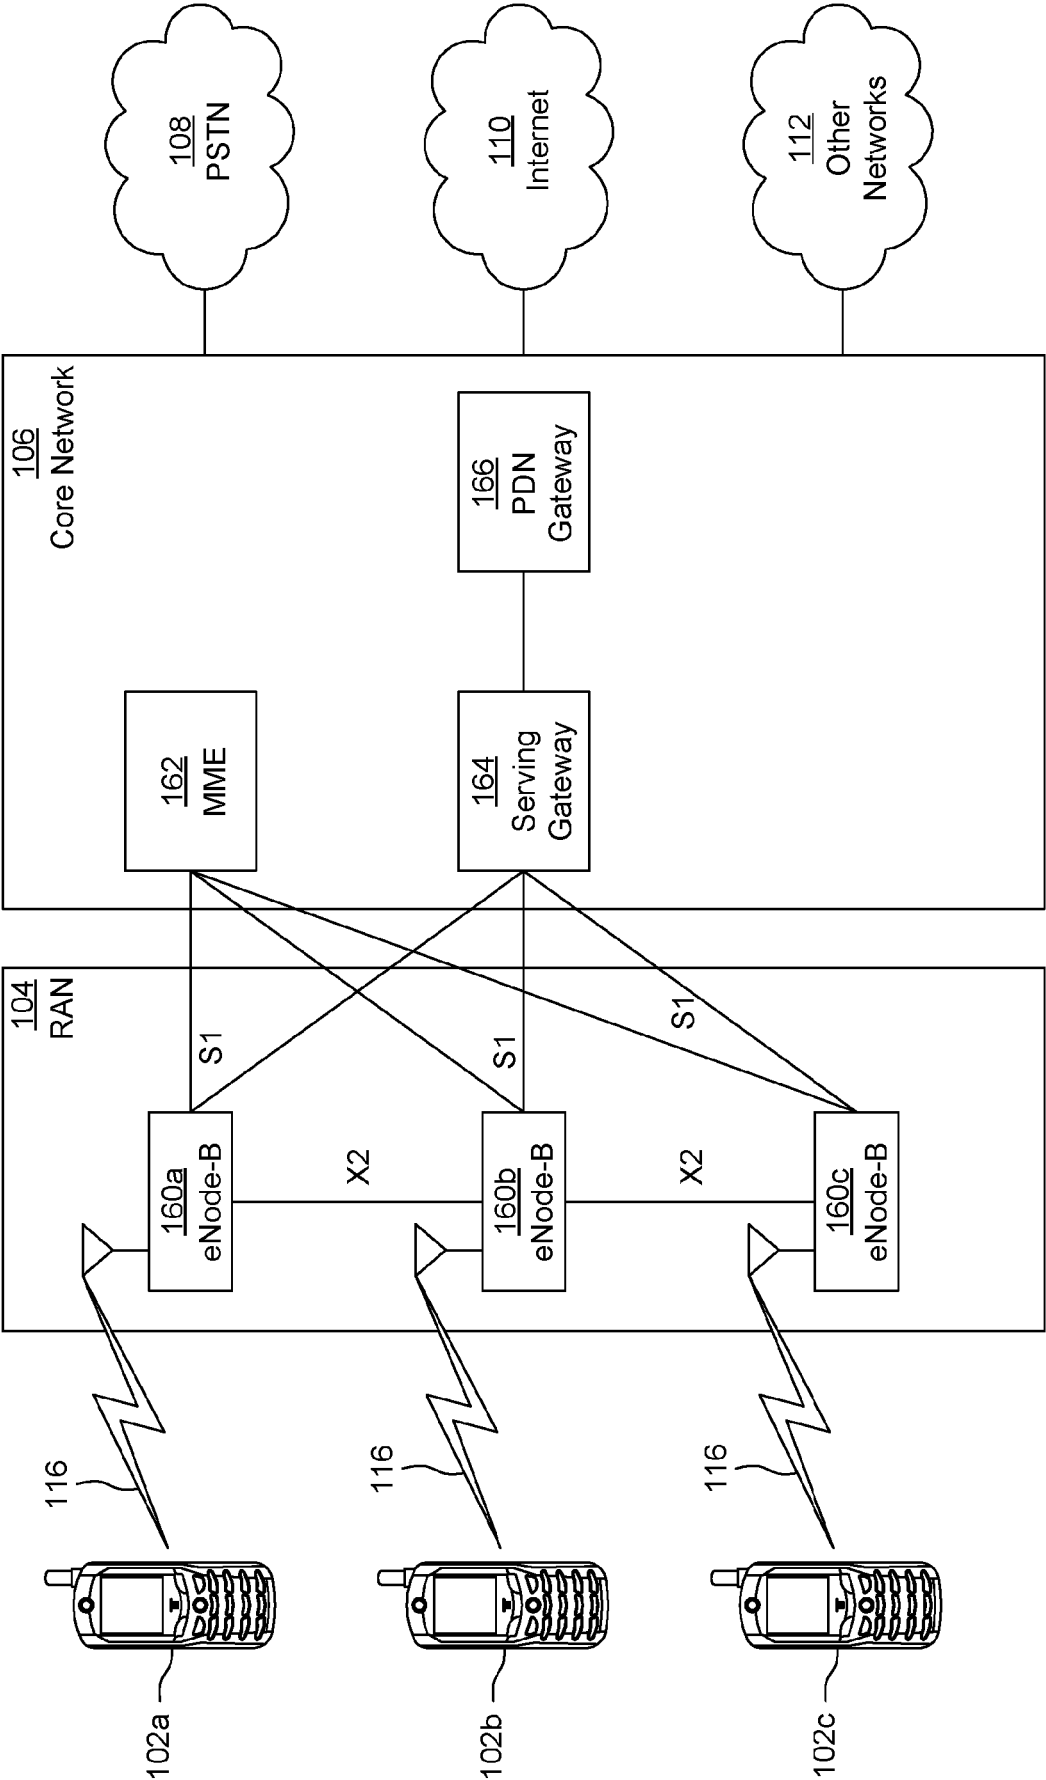 108
PSTN
110
Internet
112
Other
Networks
106
Core Network
166
PDN
Gateway
162
MME
164
Serving
Gateway
104
RAN
S1
S1
S1
160a
eNode-B
X2
160b
eNode-B
X2
160c
eNode-B
116
116
116
102a
102b
102c